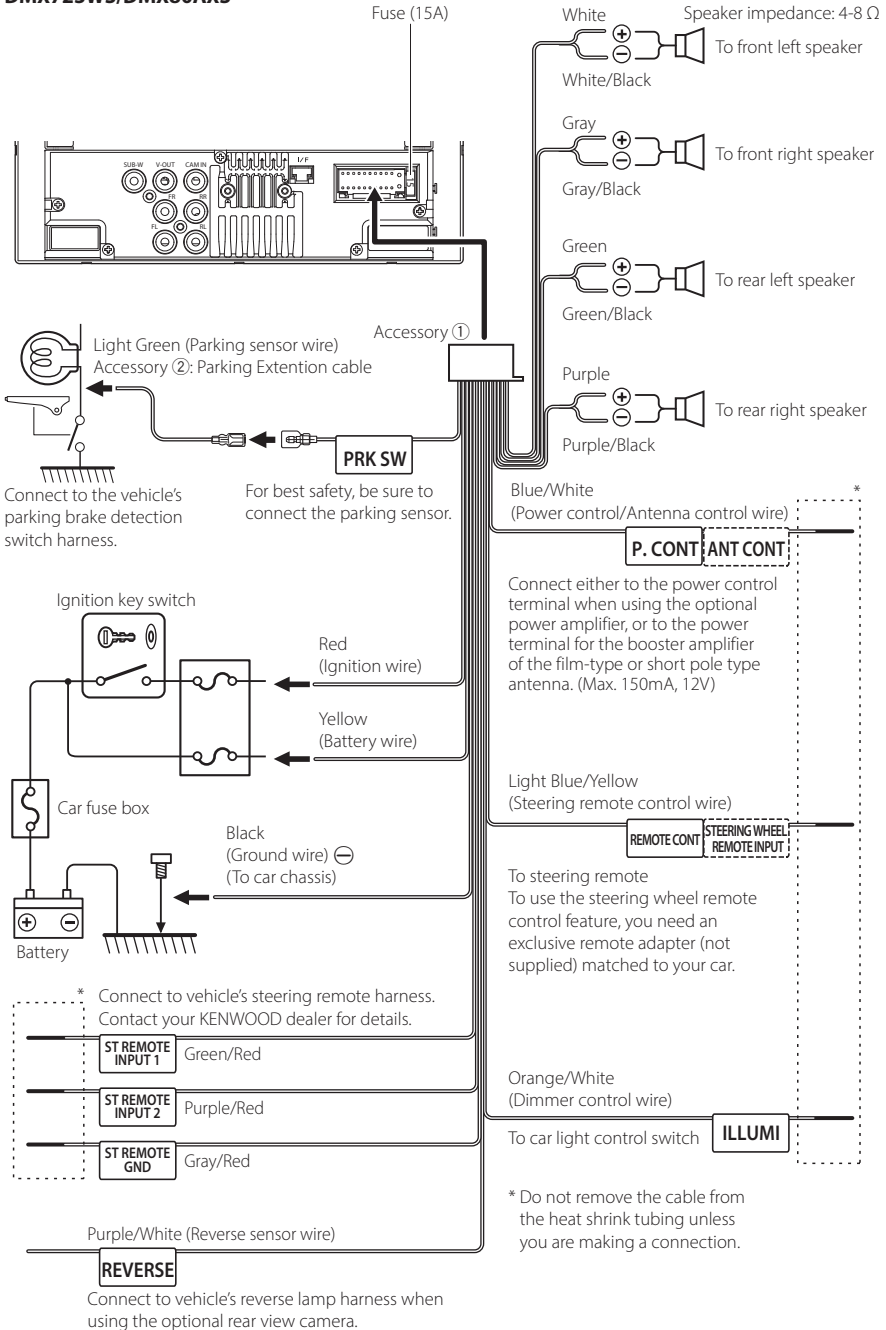 Fuse (15A)
White
Speaker impedance: 4-8 Ω
To front left speaker
White/Black
Gray
To front right speaker
Gray/Black
SUB-W V-OUT CAM IN I/F
FR RR
FL RL
15
Green
To rear left speaker
Green/Black
Accessory ①
Light Green (Parking sensor wire)
Accessory ②: Parking Extention cable
Purple
To rear right speaker
Purple/Black
PRK SW
Connect to the vehicle's
parking brake detection
switch harness.
For best safety, be sure to
connect the parking sensor.
Blue/White
(Power control/Antenna control wire)
*
P. CONT ANT CONT
Connect either to the power control
terminal when using the optional
power amplifier, or to the power
terminal for the booster amplifier
of the film-type or short pole type
antenna. (Max. 150mA, 12V)
Ignition key switch
Red
(Ignition wire)
Yellow
(Battery wire)
Car fuse box
Black
(Ground wire) ⊖
(To car chassis)
Battery
Light Blue/Yellow
(Steering remote control wire)
REMOTE CONT
STEERING WHEEL
REMOTE INPUT
To steering remote
To use the steering wheel remote
control feature, you need an
exclusive remote adapter (not
supplied) matched to your car.
* Connect to vehicle's steering remote harness.
Contact your KENWOOD dealer for details.
ST REMOTE
INPUT 1
Green/Red
ST REMOTE
INPUT 2
Purple/Red
ST REMOTE
GND
Gray/Red
Orange/White
(Dimmer control wire)
To car light control switch
ILLUMI
* Do not remove the cable from
the heat shrink tubing unless
you are making a connection.
Purple/White (Reverse sensor wire)
REVERSE
Connect to vehicle's reverse lamp harness when
using the optional rear view camera.